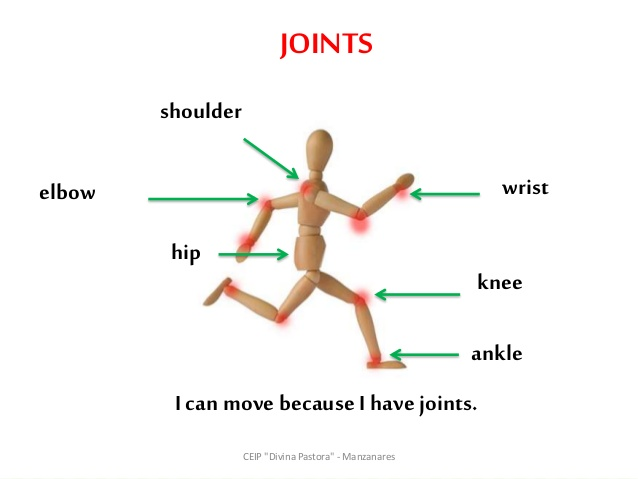 JOINTS
shoulder
elbow
wrist
hip
knee
ankle
I can move because I have joints.
CEIP "Divina Pastora" - Manzanares